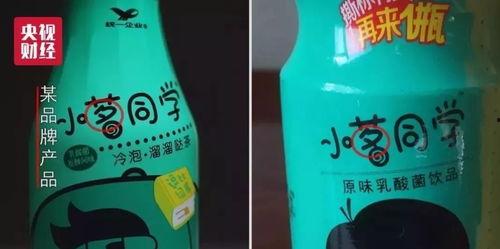 央视财经
某品牌产品
统一企业
小茗同学
冷泡·溜溜哒茶
再来1瓶
小茖同学
原味乳酸菌饮品